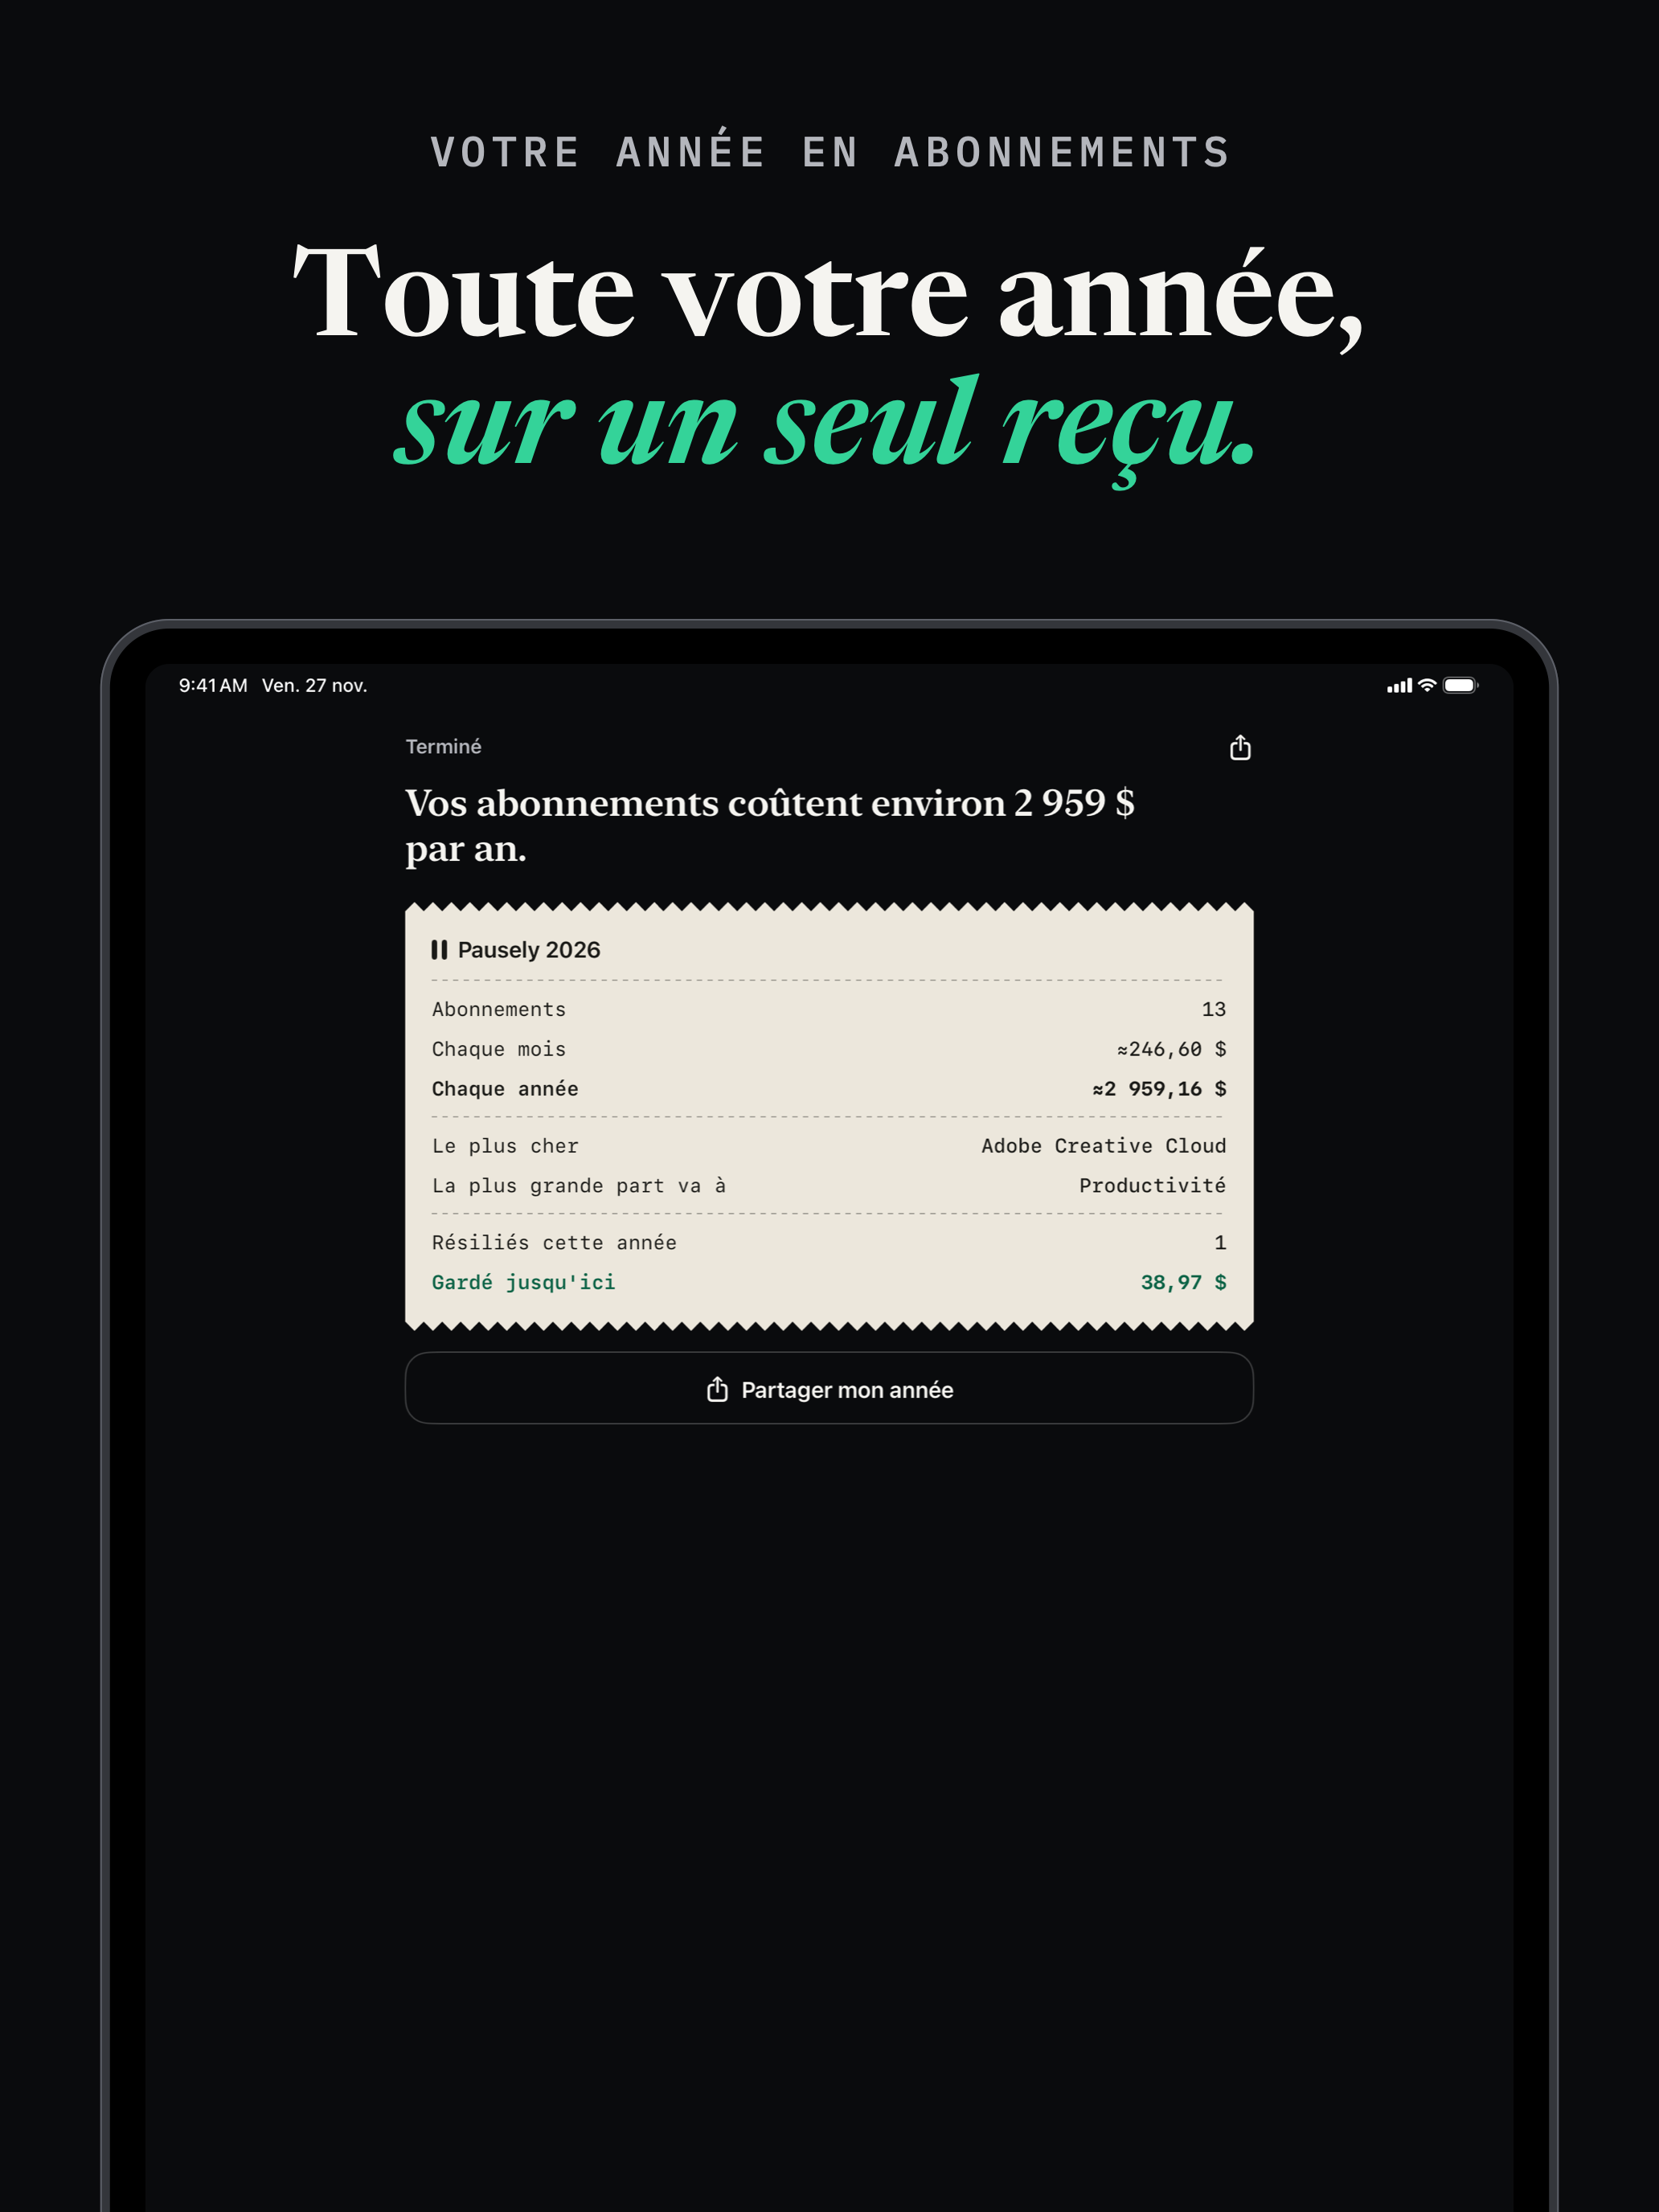 VOTRE ANNÉE EN ABONNEMENTS
Toute votre année,
sur un seul reçu.
9:41 AM Ven. 27 nov.
Terminé
Vos abonnements coûtent environ 2 959 $
par an.
Pausely 2026
Abonnements 13
Chaque mois ≈246,60 $
Chaque année ≈2 959,16 $
Le plus cher Adobe Creative Cloud
La plus grande part va à Productivité
Résiliés cette année 1
Gardé jusqu'ici 38,97 $
Partager mon année